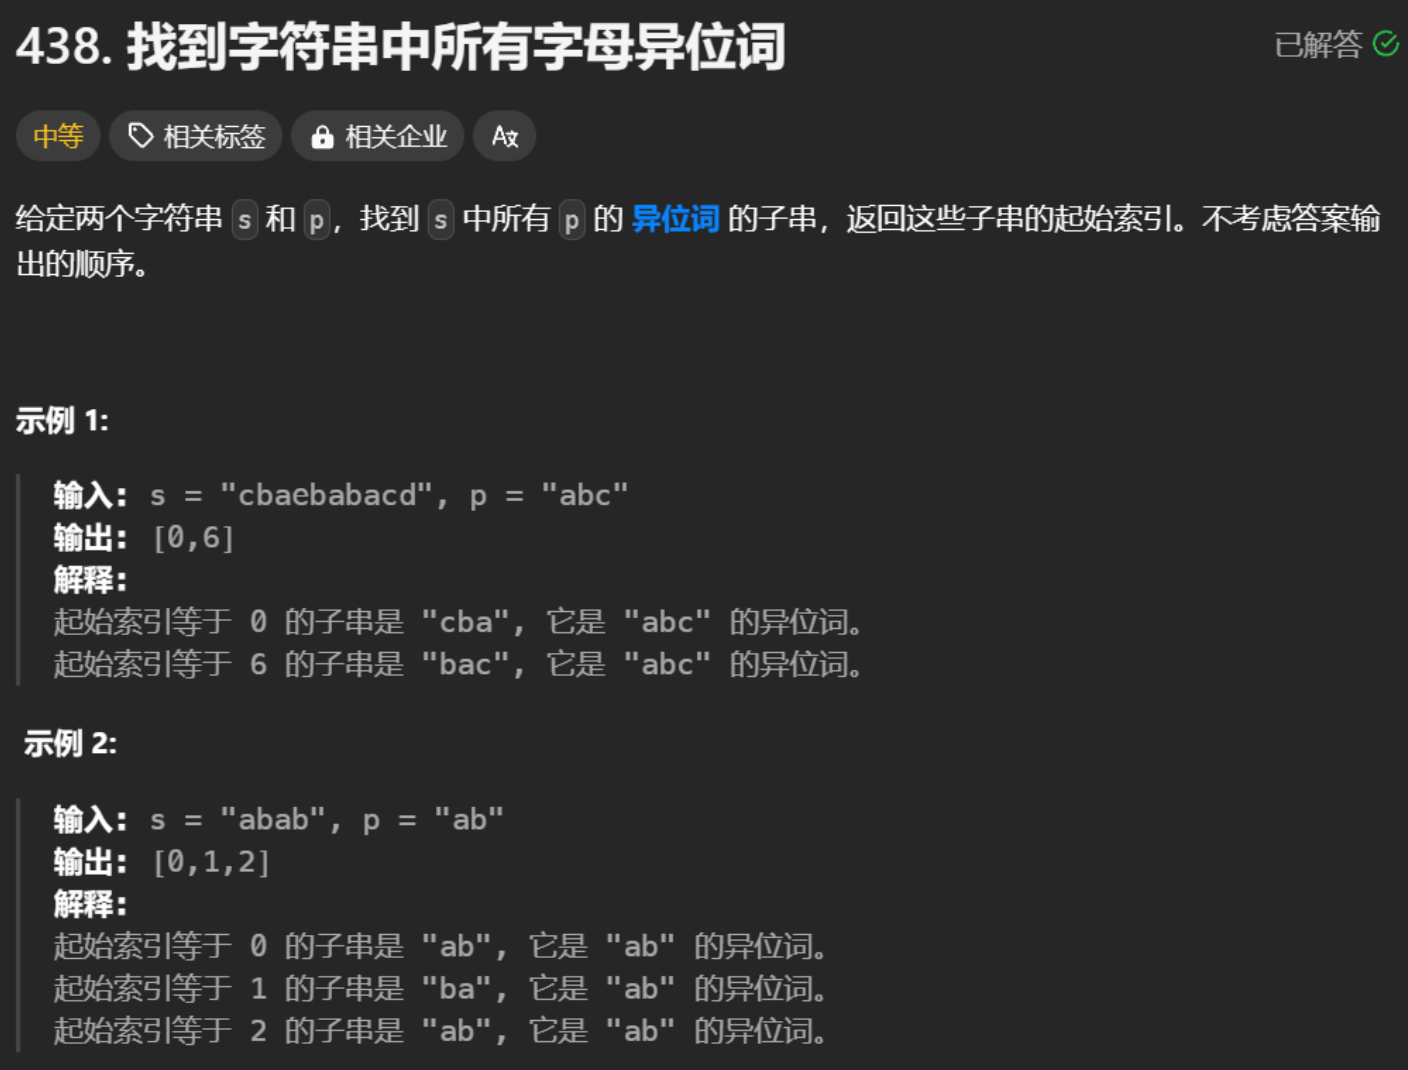 438. 找到字符串中所有字母异位词
已解答
中等 相关标签 相关企业
给定两个字符串 s 和 p，找到 s 中所有 p 的 异位词 的子串，返回这些子串的起始索引。不考虑答案输
出的顺序。
示例 1:
输入: s = "cbaebabacd", p = "abc"
输出: [0,6]
解释:
起始索引等于 0 的子串是 "cba", 它是 "abc" 的异位词。
起始索引等于 6 的子串是 "bac", 它是 "abc" 的异位词。
示例 2:
输入: s = "abab", p = "ab"
输出: [0,1,2]
解释:
起始索引等于 0 的子串是 "ab", 它是 "ab" 的异位词。
起始索引等于 1 的子串是 "ba", 它是 "ab" 的异位词。
起始索引等于 2 的子串是 "ab", 它是 "ab" 的异位词。